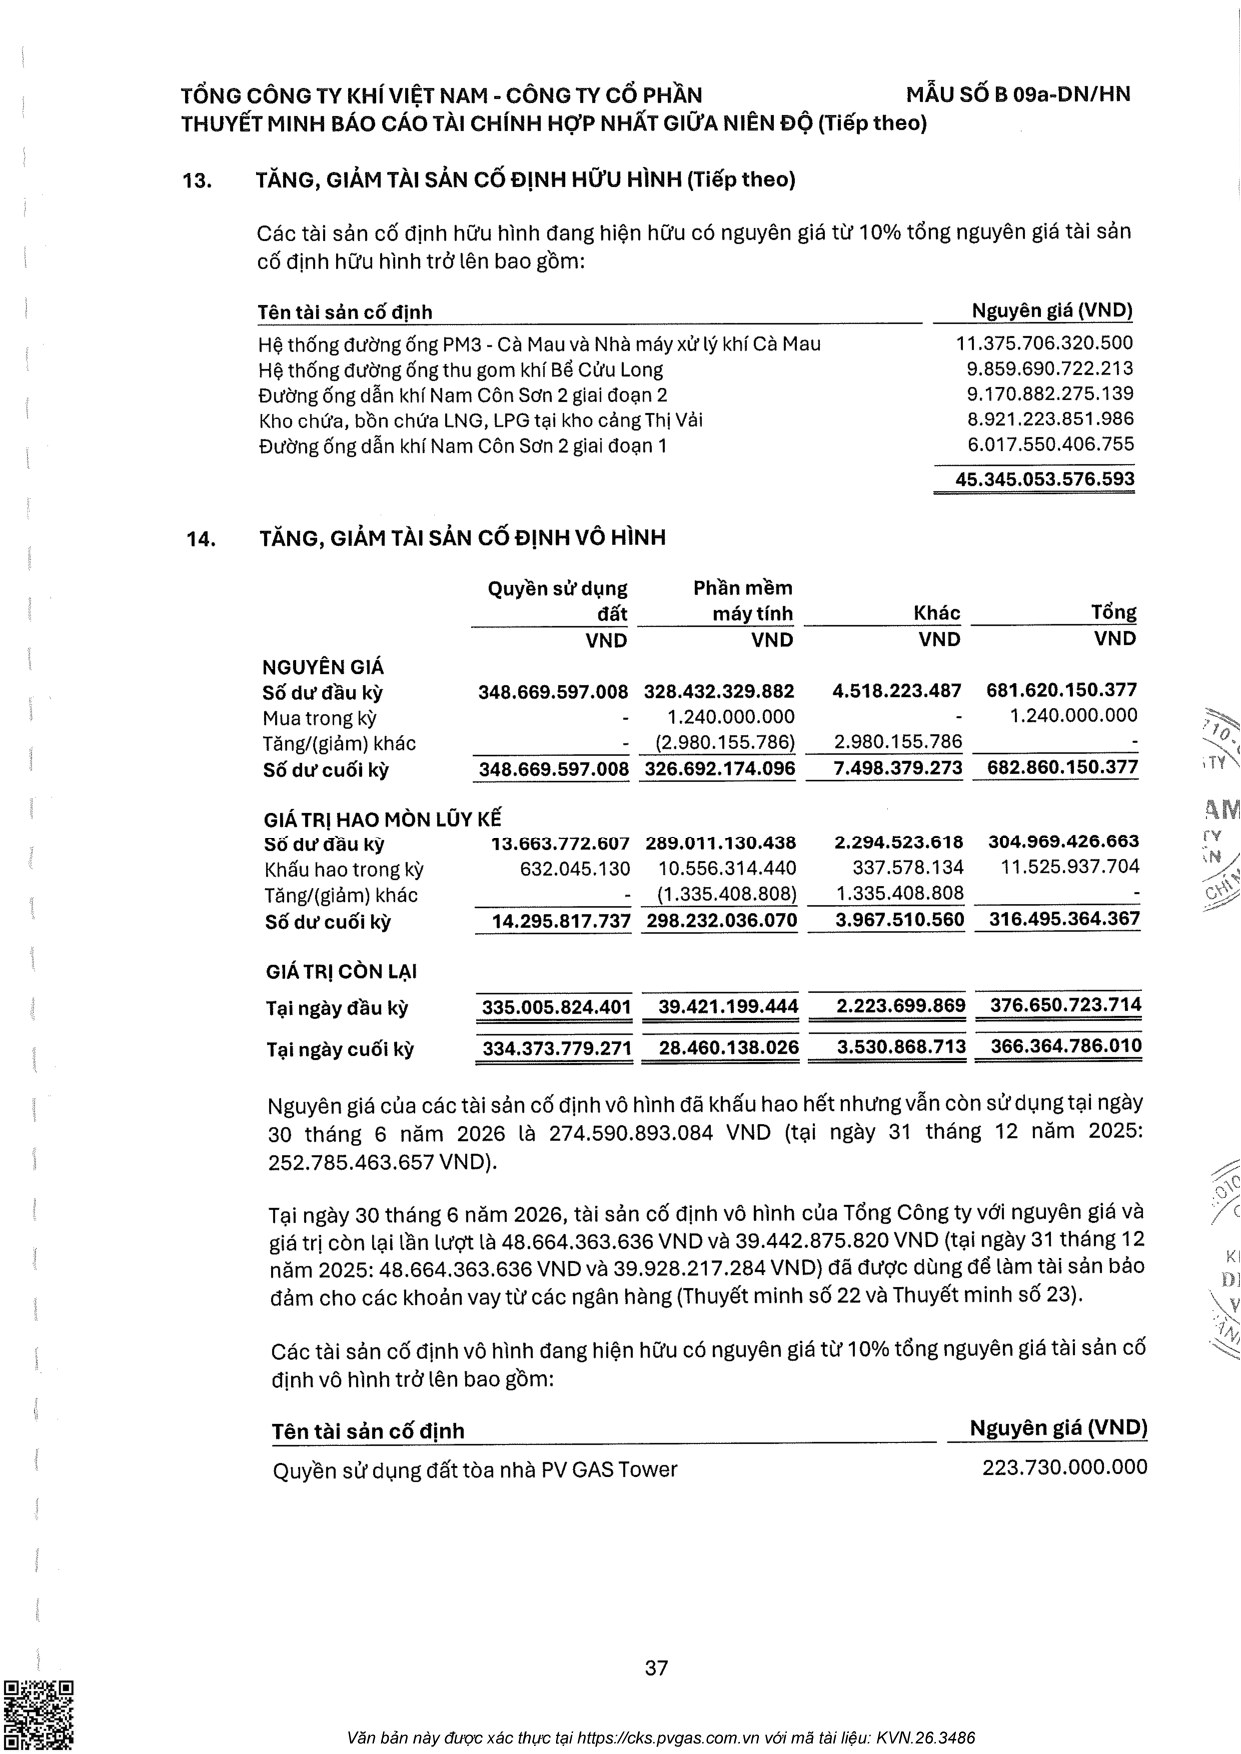 TỔNG CÔNG TY KHÍ VIỆT NAM - CÔNG TY CỔ PHẦN MẪU SỐ B 09a-DN/HN
THUYẾT MINH BÁO CÁO TÀI CHÍNH HỢP NHẤT GIỮA NIÊN ĐỘ (Tiếp theo)
13. TĂNG, GIẢM TÀI SẢN CỐ ĐỊNH HỮU HÌNH (Tiếp theo)
Các tài sản cố định hữu hình đang hiện hữu có nguyên giá từ 10% tổng nguyên giá tài sản
cố định hữu hình trở lên bao gồm:
Tên tài sản cố định Nguyên giá (VND)
Hệ thống đường ống PM3 - Cà Mau và Nhà máy xử lý khí Cà Mau 11.375.706.320.500
Hệ thống đường ống thu gom khí Bể Cửu Long 9.859.690.722.213
Đường ống dẫn khí Nam Côn Sơn 2 giai đoạn 2 9.170.882.275.139
Kho chứa, bồn chứa LNG, LPG tại kho cảng Thị Vải 8.921.223.851.986
Đường ống dẫn khí Nam Côn Sơn 2 giai đoạn 1 6.017.550.406.755
45.345.053.576.593
14. TĂNG, GIẢM TÀI SẢN CỐ ĐỊNH VÔ HÌNH
Quyền sử dụng Phần mềm
đất máy tính Khác Tổng
VND VND VND VND
NGUYÊN GIÁ
Số dư đầu kỳ 348.669.597.008 328.432.329.882 4.518.223.487 681.620.150.377
Mua trong kỳ - 1.240.000.000 - 1.240.000.000
Tăng/(giảm) khác - (2.980.155.786) 2.980.155.786 -
Số dư cuối kỳ 348.669.597.008 326.692.174.096 7.498.379.273 682.860.150.377
GIÁ TRỊ HAO MÒN LŨY KẾ
Số dư đầu kỳ 13.663.772.607 289.011.130.438 2.294.523.618 304.969.426.663
Khấu hao trong kỳ 632.045.130 10.556.314.440 337.578.134 11.525.937.704
Tăng/(giảm) khác - (1.335.408.808) 1.335.408.808 -
Số dư cuối kỳ 14.295.817.737 298.232.036.070 3.967.510.560 316.495.364.367
GIÁ TRỊ CÒN LẠI
Tại ngày đầu kỳ 335.005.824.401 39.421.199.444 2.223.699.869 376.650.723.714
Tại ngày cuối kỳ 334.373.779.271 28.460.138.026 3.530.868.713 366.364.786.010
Nguyên giá của các tài sản cố định vô hình đã khấu hao hết nhưng vẫn còn sử dụng tại ngày
30 tháng 6 năm 2026 là 274.590.893.084 VND (tại ngày 31 tháng 12 năm 2025:
252.785.463.657 VND).
Tại ngày 30 tháng 6 năm 2026, tài sản cố định vô hình của Tổng Công ty với nguyên giá và
giá trị còn lại lần lượt là 48.664.363.636 VND và 39.442.875.820 VND (tại ngày 31 tháng 12
năm 2025: 48.664.363.636 VND và 39.928.217.284 VND) đã được dùng để làm tài sản bảo
đảm cho các khoản vay từ các ngân hàng (Thuyết minh số 22 và Thuyết minh số 23).
Các tài sản cố định vô hình đang hiện hữu có nguyên giá từ 10% tổng nguyên giá tài sản cố
định vô hình trở lên bao gồm:
Tên tài sản cố định Nguyên giá (VND)
Quyền sử dụng đất tòa nhà PV GAS Tower 223.730.000.000
37
Văn bản này được xác thực tại https://cks.pvgas.com.vn với mã tài liệu: KVN.26.3486